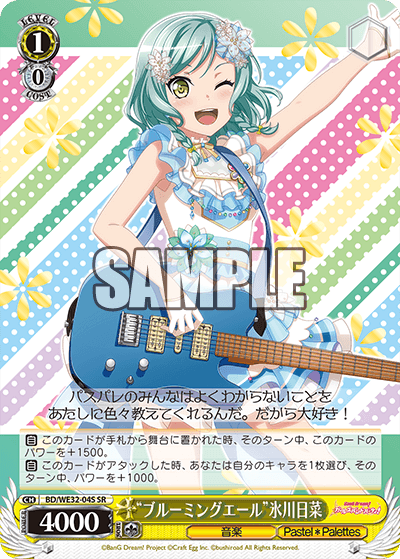 LEVEL
1
0
COST
SAMPLE
パスパレのみんなはよくわからないことを
あたしに色々教えてくれるんだ。だから大好き！
自 このカードが手札から舞台に置かれた時、そのターン中、このカードの
パワーを+1500。
自 このカードがアタックした時、あなたは自分のキャラを1枚選び、そのター
ン中、パワーを+1000。
CH BD/WE32-04S SR
POWER
4000
SOUL
"ブルーミングエール"氷川日菜
音楽
Pastel＊Palettes
©BanG Dream! Project ©Craft Egg Inc. ©bushiroad All Rights Reserved.